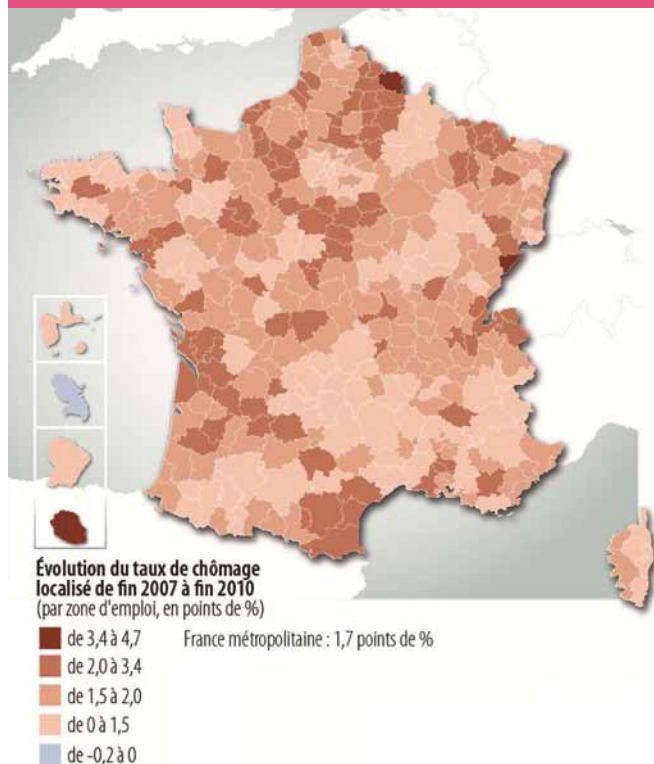 Évolution du taux de chômage
localisé de fin 2007 à fin 2010
(par zone d'emploi, en points de %)
de 3,4 à 4,7
France métropolitaine : 1,7 points de %
de 2,0 à 3,4
de 1,5 à 2,0
de 0 à 1,5
de -0,2 à 0